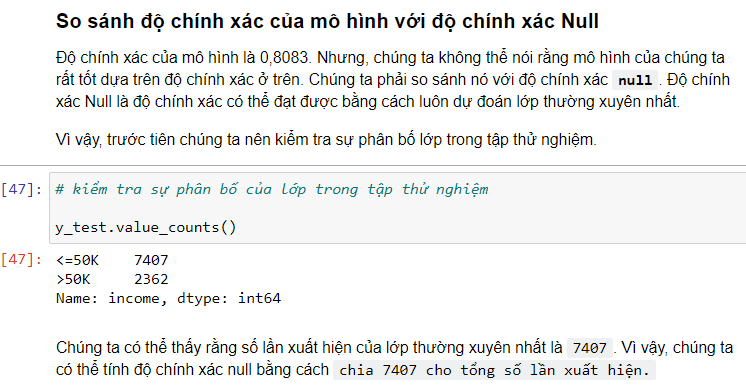 So sánh độ chính xác của mô hình với độ chính xác Null
Độ chính xác của mô hình là 0,8083. Nhưng, chúng ta không thể nói rằng mô hình của chúng ta
rất tốt dựa trên độ chính xác ở trên. Chúng ta phải so sánh nó với độ chính xác null . Độ chính
xác Null là độ chính xác có thể đạt được bằng cách luôn dự đoán lớp thường xuyên nhất.
Vì vậy, trước tiên chúng ta nên kiểm tra sự phân bố lớp trong tập thử nghiệm.
[47]: # kiểm tra sự phân bố của lớp trong tập thử nghiệm
y_test.value_counts()
[47]: <=50K 7407
>50K 2362
Name: income, dtype: int64
Chúng ta có thể thấy rằng số lần xuất hiện của lớp thường xuyên nhất là 7407 . Vì vậy, chúng ta
có thể tính độ chính xác null bằng cách chia 7407 cho tổng số lần xuất hiện.